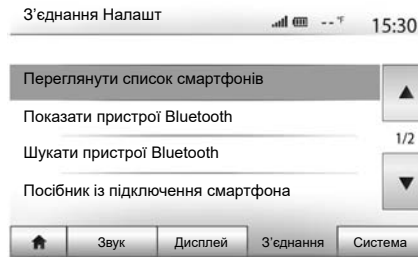 З’єднання Налашт
--°F 15:30
Переглянути список смартфонів
Показати пристрої Bluetooth
1/2
Шукати пристрої Bluetooth
Посібник із підключення смартфона
Звук Дисплей З’єднання Система